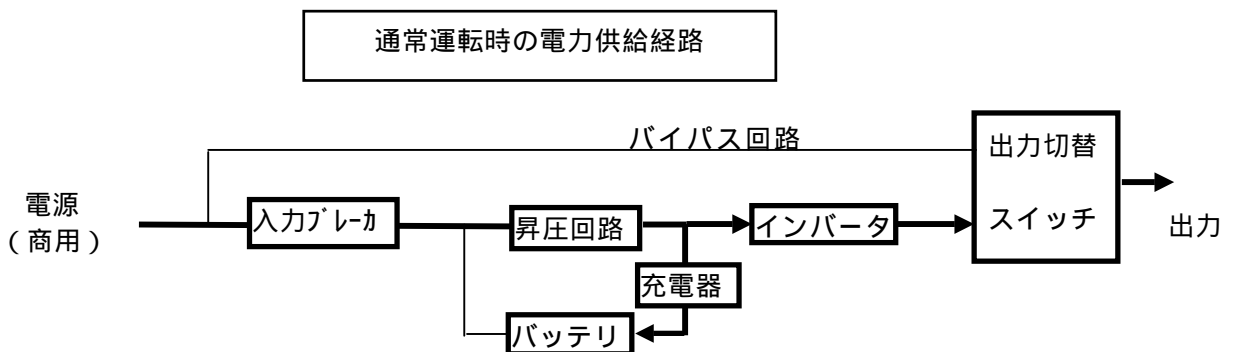 通常運転時の電力供給経路
バイパス回路
出力切替
スイッチ
電源
(商用)
入力ﾌﾞﾚｰｶ
昇圧回路
インバータ
出力
充電器
バッテリ